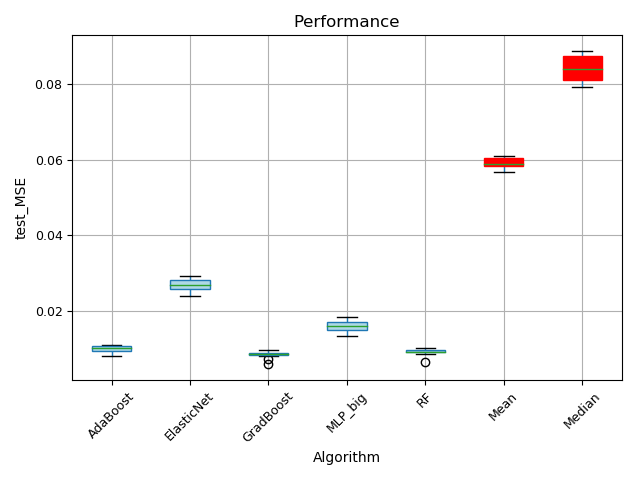 Performance
test_MSE
0.08
0.06
0.04
0.02
AdaBoost
ElasticNet
GradBoost
MLP_big
RF
Mean
Median
Algorithm